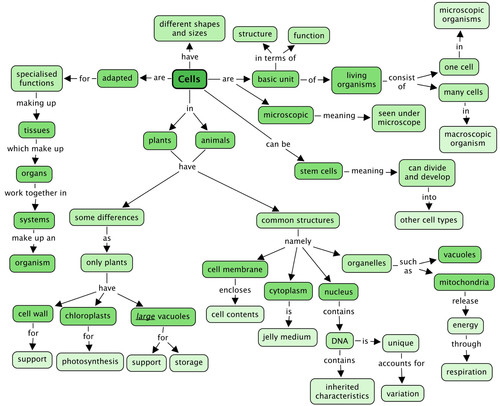 microscopic
organisms
different shapes
and sizes
structure
function
in
have
in terms of
specialised
functions
for
adapted
are
Cells
are
basic unit
of
living
organisms
consist
of
one cell
many cells
making up
in
microscopic
meaning
seen under
microscope
in
tissues
plants
animals
can be
macroscopic
organism
which make up
have
organs
stem cells
meaning
can divide
and develop
work together in
into
systems
some differences
common structures
other cell types
make up an
as
namely
organism
only plants
cell membrane
organelles
such
as
vacuoles
have
encloses
cytoplasm
nucleus
mitochondria
cell wall
chloroplasts
large vacuoles
cell contents
is
contains
release
for
for
for
jelly medium
DNA
is
unique
energy
support
photosynthesis
support
storage
contains
accounts
for
through
inherited
characteristics
variation
respiration